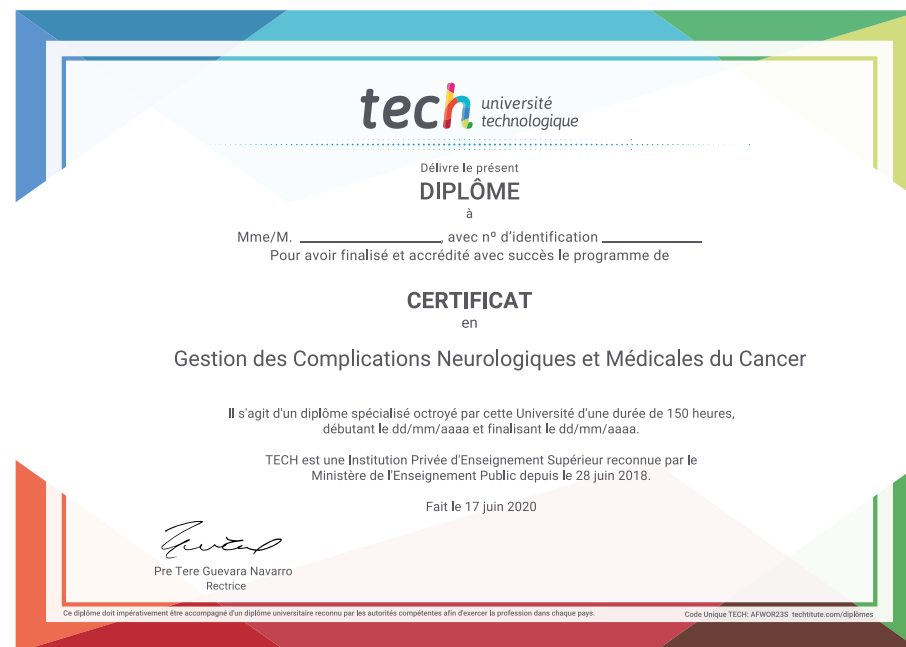 tech université
technologique
Délivre le présent
DIPLÔME
à
Mme/M. ____________________, avec nº d'identification ______________
Pour avoir finalisé et accrédité avec succès le programme de
CERTIFICAT
en
Gestion des Complications Neurologiques et Médicales du Cancer
Il s'agit d'un diplôme spécialisé octroyé par cette Université d'une durée de 150 heures,
débutant le dd/mm/aaaa et finalisant le dd/mm/aaaa.
TECH est une Institution Privée d'Enseignement Supérieur reconnue par le
Ministère de l'Enseignement Public depuis le 28 juin 2018.
Fait le 17 juin 2020
Pre Tere Guevara Navarro
Rectrice
Ce diplôme doit impérativement être accompagné d'un diplôme universitaire reconnu par les autorités compétentes afin d'exercer la profession dans chaque pays.
Code Unique TECH: AFWOR23S techtitute.com/diplômes